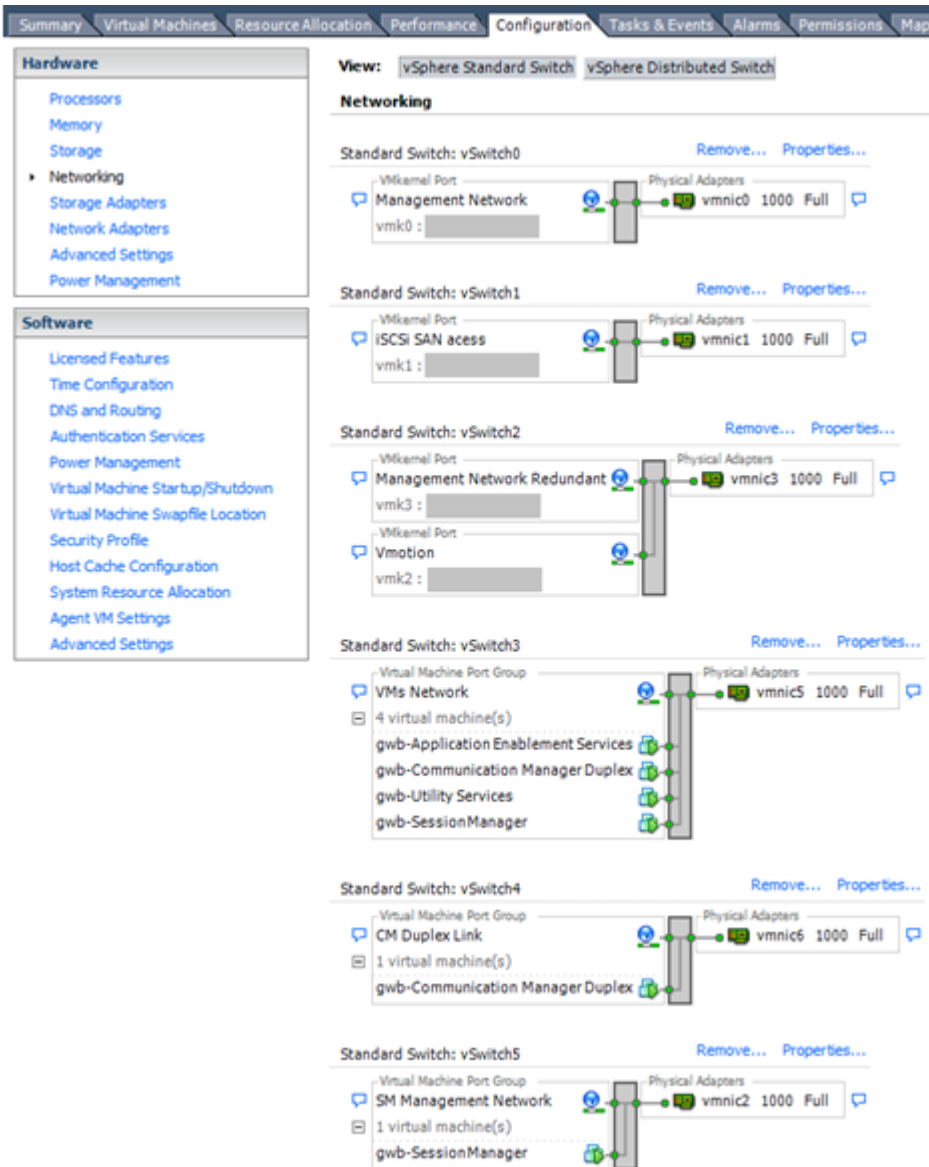 Summary Virtual Machines Resource Allocation Performance Configuration Tasks & Events Alarms Permissions Map
Hardware
Processors
Memory
Storage
Networking
Storage Adapters
Network Adapters
Advanced Settings
Power Management
Software
Licensed Features
Time Configuration
DNS and Routing
Authentication Services
Power Management
Virtual Machine Startup/Shutdown
Virtual Machine Swapfile Location
Security Profile
Host Cache Configuration
System Resource Allocation
Agent VM Settings
Advanced Settings
View: vSphere Standard Switch vSphere Distributed Switch
Networking
Standard Switch: vSwitch0 Remove... Properties...
VMkernel Port Physical Adapters
Management Network vmnic0 1000 Full
vmk0 :
Standard Switch: vSwitch1 Remove... Properties...
VMkernel Port Physical Adapters
iSCSi SAN acess vmnic1 1000 Full
vmk1 :
Standard Switch: vSwitch2 Remove... Properties...
VMkernel Port Physical Adapters
Management Network Redundant vmnic3 1000 Full
vmk3 :
VMkernel Port
Vmotion
vmk2 :
Standard Switch: vSwitch3 Remove... Properties...
Virtual Machine Port Group Physical Adapters
VMs Network vmnic5 1000 Full
4 virtual machine(s)
gwb-Application Enablement Services
gwb-Communication Manager Duplex
gwb-Utility Services
gwb-SessionManager
Standard Switch: vSwitch4 Remove... Properties...
Virtual Machine Port Group Physical Adapters
CM Duplex Link vmnic6 1000 Full
1 virtual machine(s)
gwb-Communication Manager Duplex
Standard Switch: vSwitch5 Remove... Properties...
Virtual Machine Port Group Physical Adapters
SM Management Network vmnic2 1000 Full
1 virtual machine(s)
gwb-SessionManager